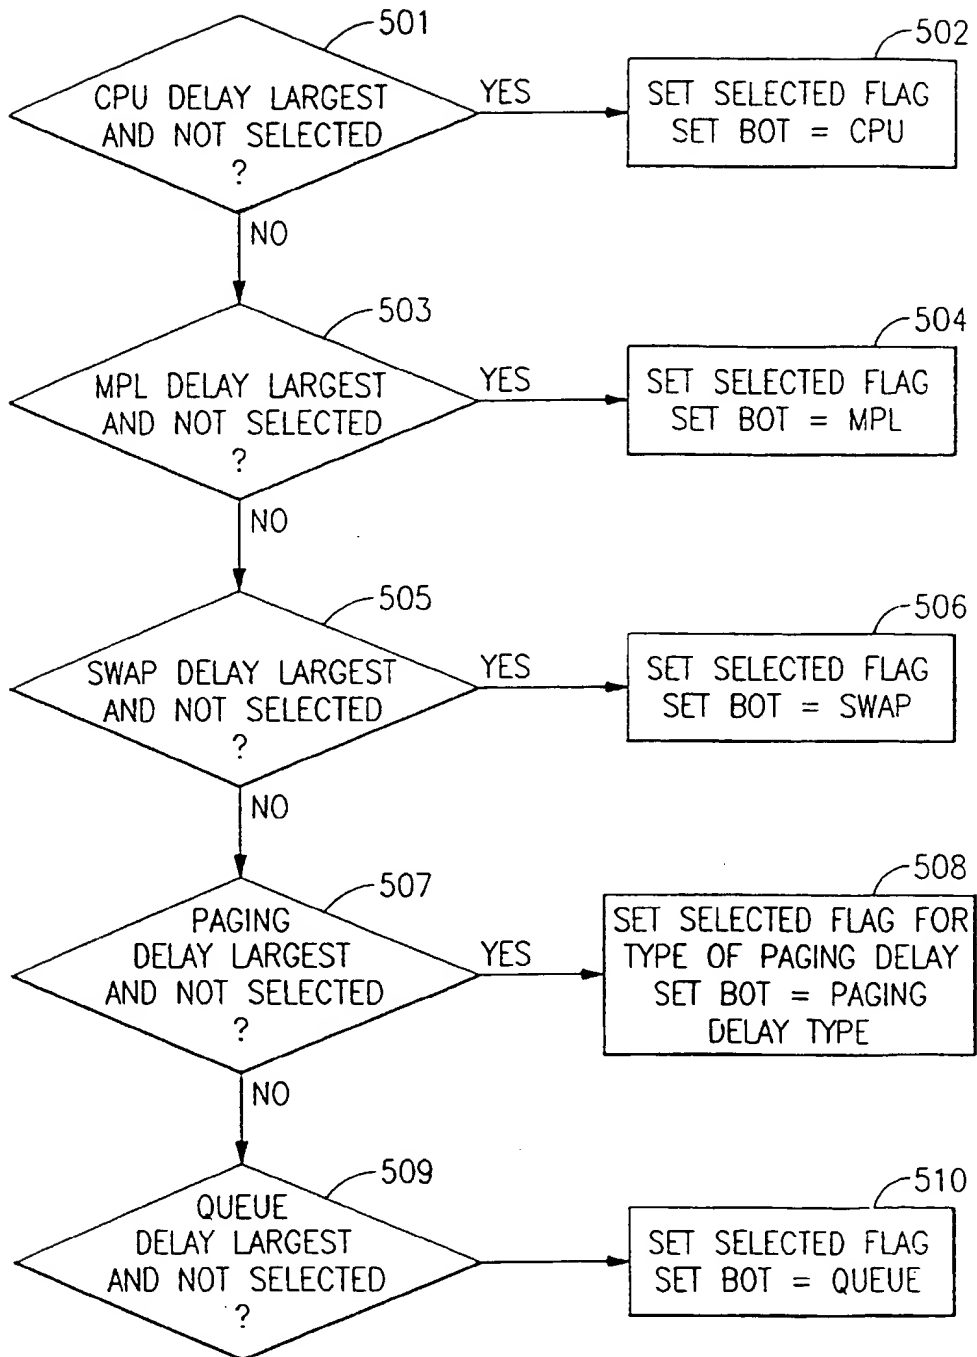 501
CPU DELAY LARGEST
AND NOT SELECTED
?
YES
502
SET SELECTED FLAG
SET BOT = CPU
NO
503
MPL DELAY LARGEST
AND NOT SELECTED
?
YES
504
SET SELECTED FLAG
SET BOT = MPL
NO
505
SWAP DELAY LARGEST
AND NOT SELECTED
?
YES
506
SET SELECTED FLAG
SET BOT = SWAP
NO
507
PAGING
DELAY LARGEST
AND NOT SELECTED
?
YES
508
SET SELECTED FLAG FOR
TYPE OF PAGING DELAY
SET BOT = PAGING
DELAY TYPE
NO
509
QUEUE
DELAY LARGEST
AND NOT SELECTED
?
510
SET SELECTED FLAG
SET BOT = QUEUE